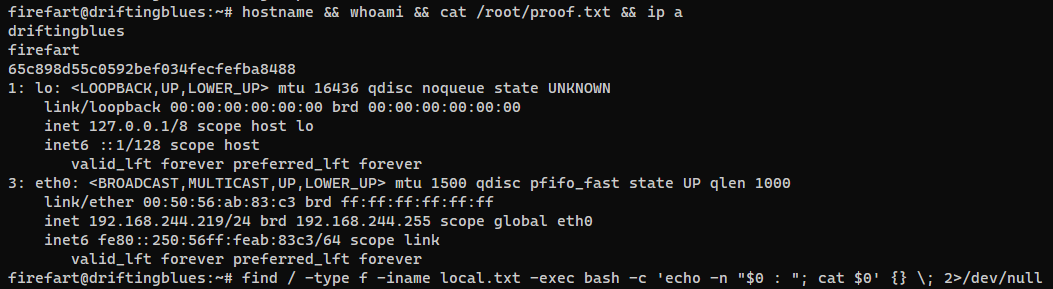 firefart@driftingblues:~# hostname && whoami && cat /root/proof.txt && ip a
driftingblues
firefart
65c898d55c0592bef034fecfefba8488
1: lo: <LOOPBACK,UP,LOWER_UP> mtu 16436 qdisc noqueue state UNKNOWN
    link/loopback 00:00:00:00:00:00 brd 00:00:00:00:00:00
    inet 127.0.0.1/8 scope host lo
    inet6 ::1/128 scope host
       valid_lft forever preferred_lft forever
3: eth0: <BROADCAST,MULTICAST,UP,LOWER_UP> mtu 1500 qdisc pfifo_fast state UP qlen 1000
    link/ether 00:50:56:ab:83:c3 brd ff:ff:ff:ff:ff:ff
    inet 192.168.244.219/24 brd 192.168.244.255 scope global eth0
    inet6 fe80::250:56ff:feab:83c3/64 scope link
       valid_lft forever preferred_lft forever
firefart@driftingblues:~# find / -type f -iname local.txt -exec bash -c 'echo -n "$0 : "; cat $0' {} \; 2>/dev/null